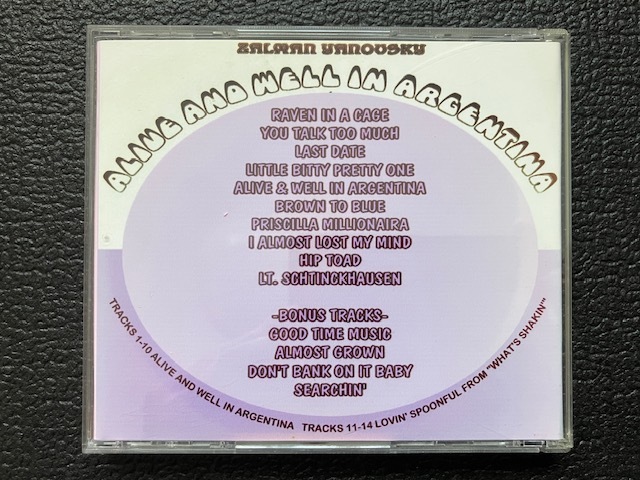 ZALMAN YANOVSKY
ALIVE AND WELL IN ARGENTINA
RAVEN IN A CAGE
YOU TALK TOO MUCH
LAST DATE
LITTLE BITTY PRETTY ONE
ALIVE & WELL IN ARGENTINA
BROWN TO BLUE
PRISCILLA MILLIONAIRA
I ALMOST LOST MY MIND
HIP TOAD
LT. SCHTINCKHAUSEN
-BONUS TRACKS-
GOOD TIME MUSIC
ALMOST GROWN
DON'T BANK ON IT BABY
SEARCHIN'
TRACKS 1-10 ALIVE AND WELL IN ARGENTINA TRACKS 11-14 LOVIN' SPOONFUL FROM "WHAT'S SHAKIN'"